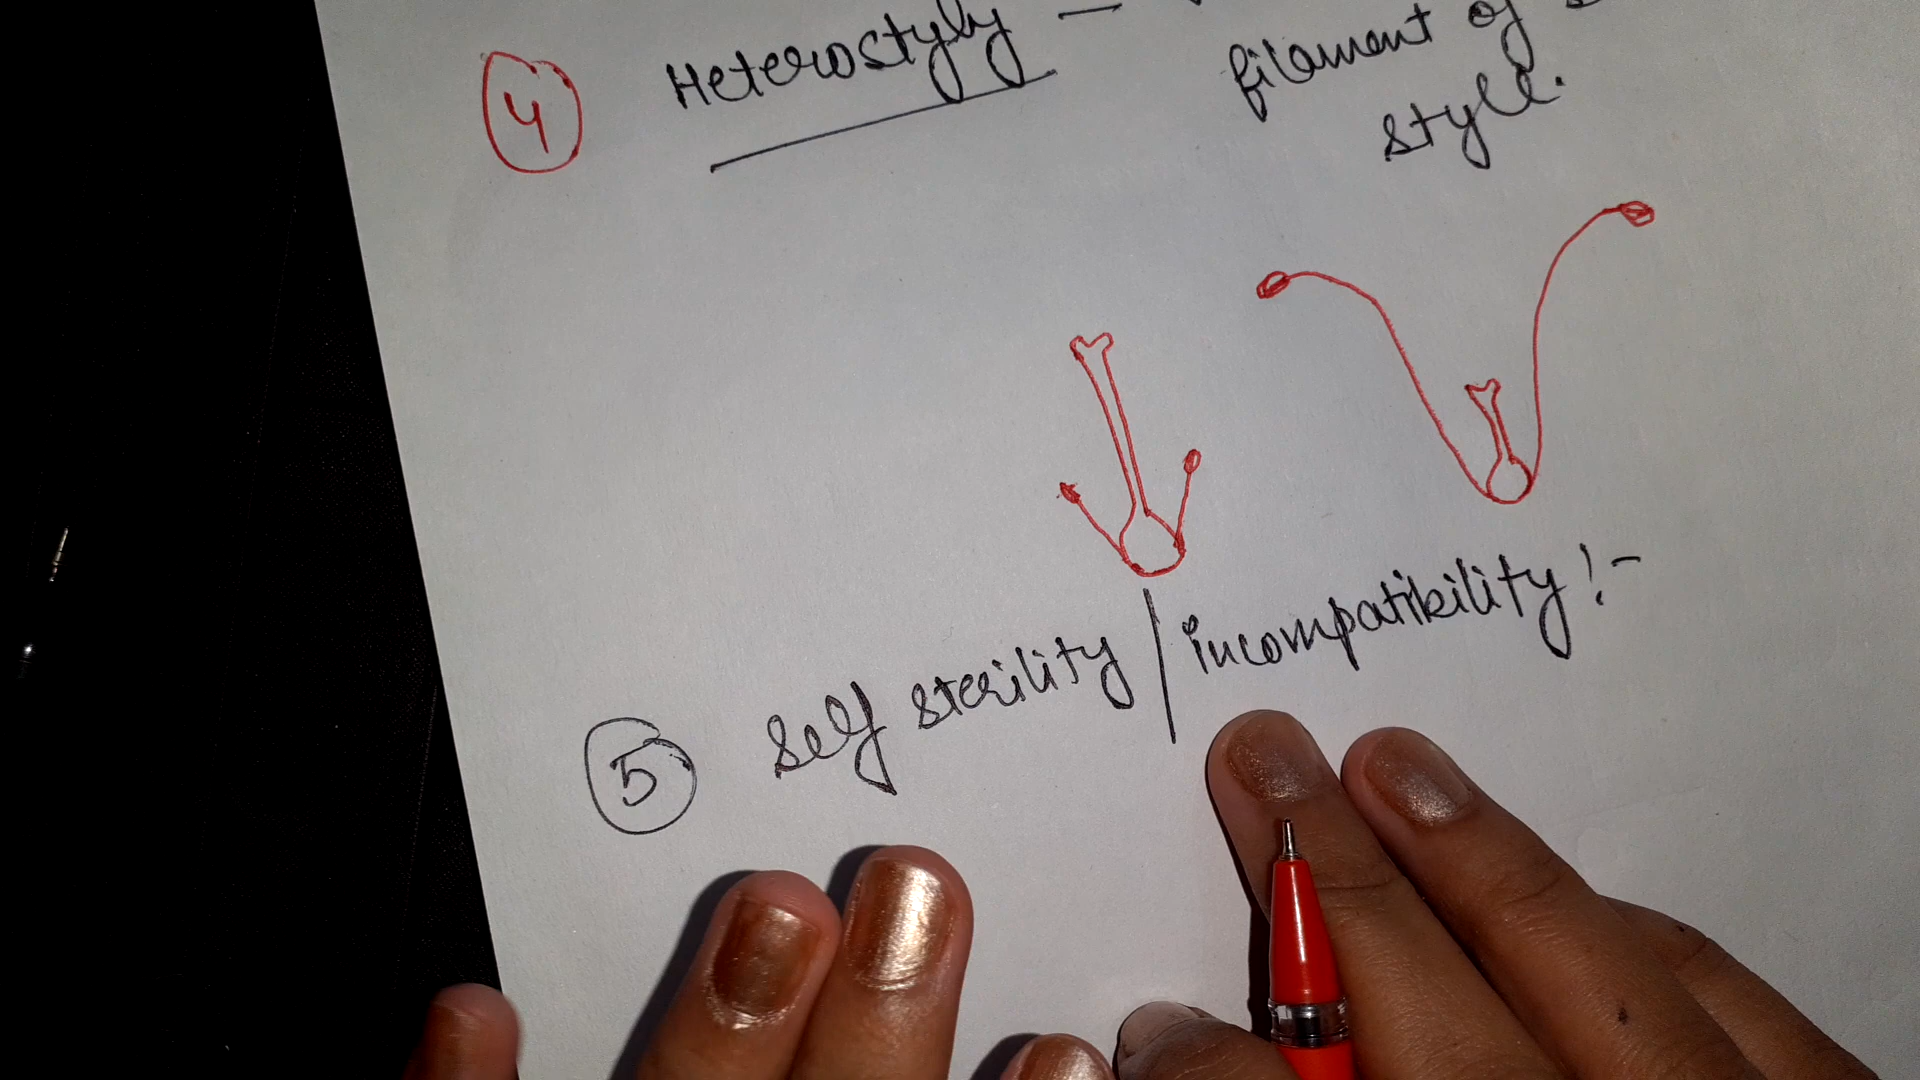 4 Heterostyly —
filament of
style.
5 Self sterility / incompatibility :-